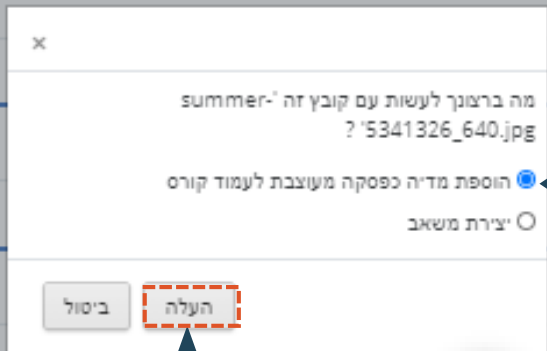 ×
מה ברצונך לעשות עם קובץ זה '-summer
5341326_640.jpg' ?
הוספת מדיה כפסקה מעוצבת לעמוד קורס
יצירת משאב
העלה
ביטול